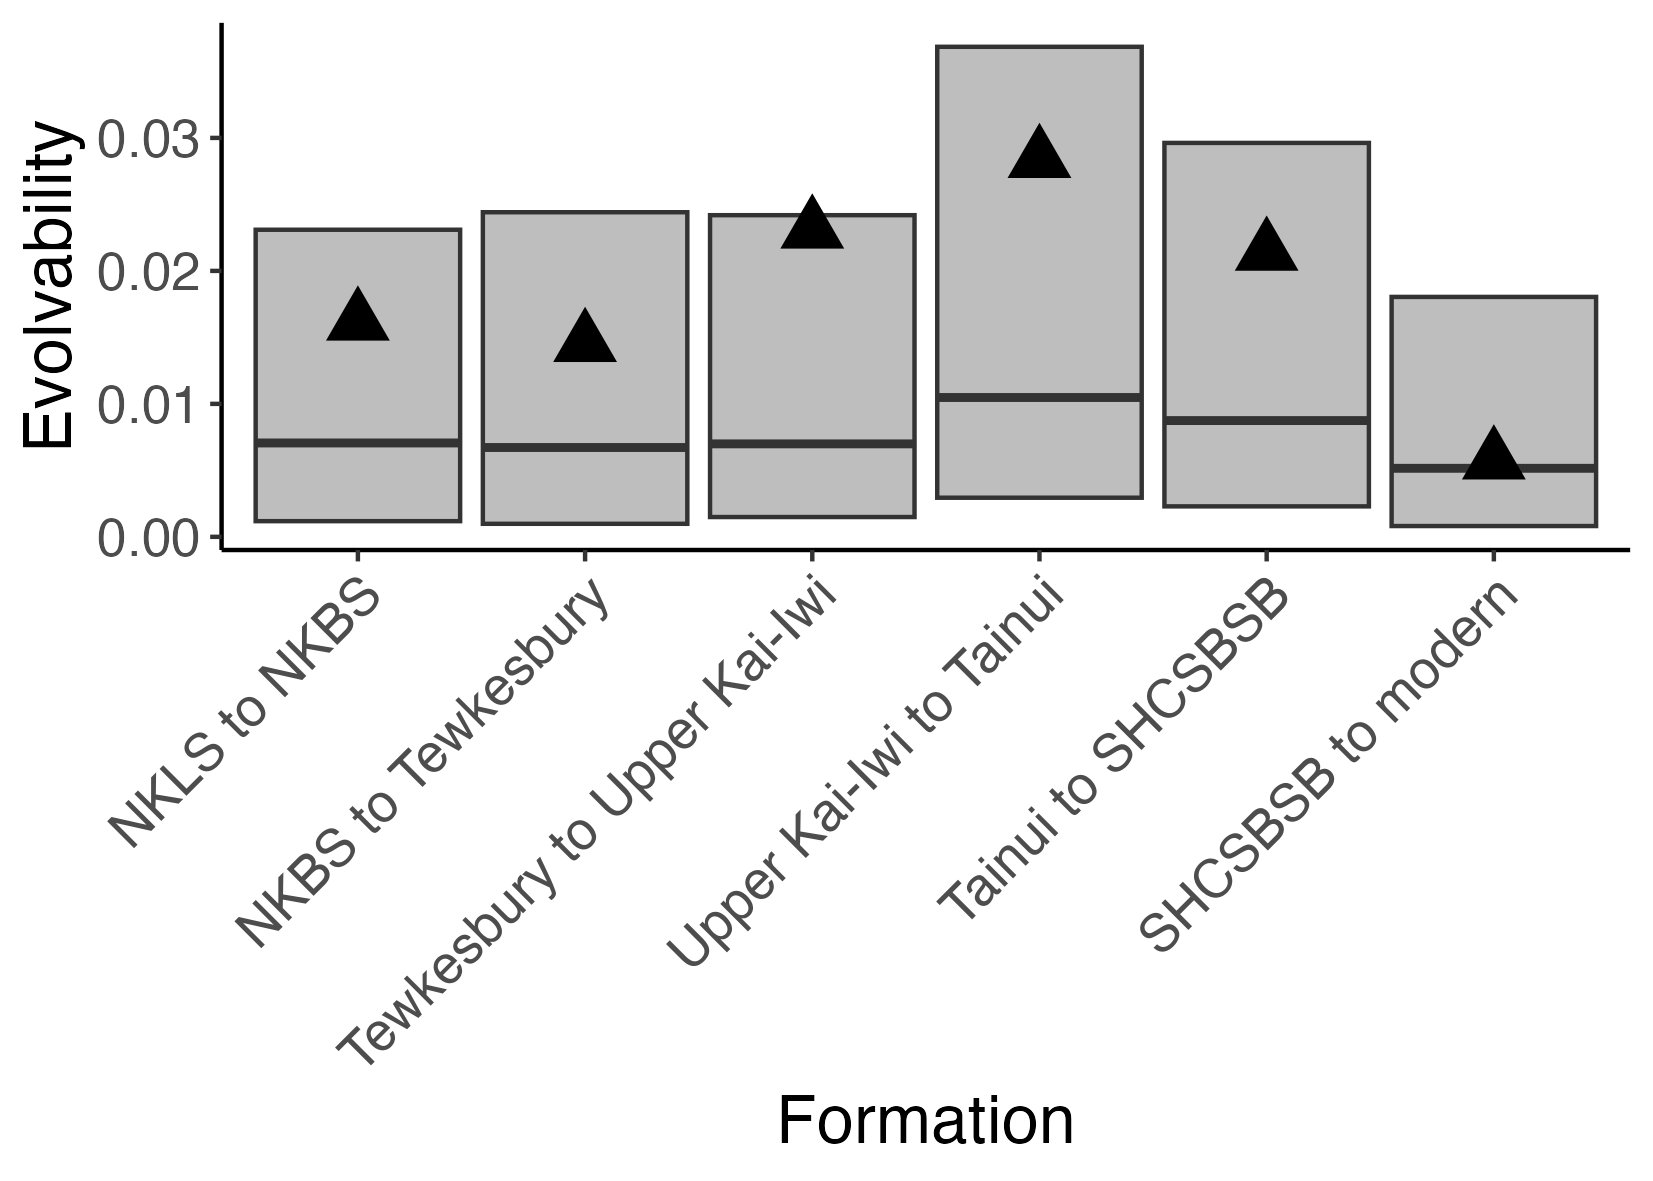 Evolvability
0.03
0.02
0.01
0.00
NKLS to NKBS
NKBS to Tewkesbury
Tewkesbury to Upper Kai-Iwi
Upper Kai-Iwi to Tainui
Tainui to SHCSBSB
SHCSBSB to modern
Formation